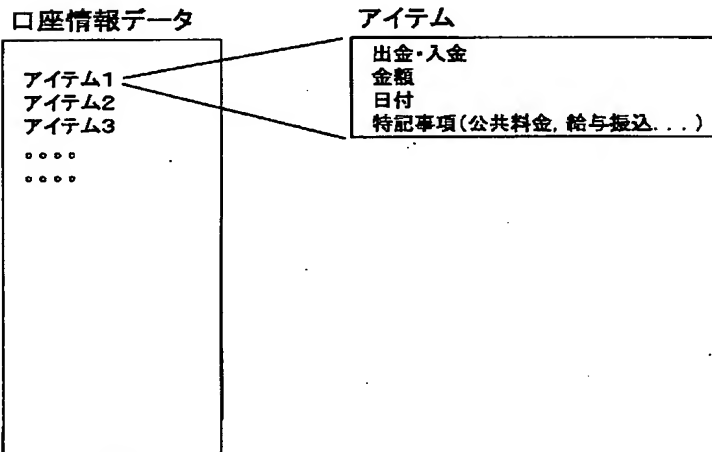 口座情報データ
アイテム1
アイテム2
アイテム3
。。。。
。。。。
アイテム
出金・入金
金額
日付
特記事項(公共料金, 給与振込...)